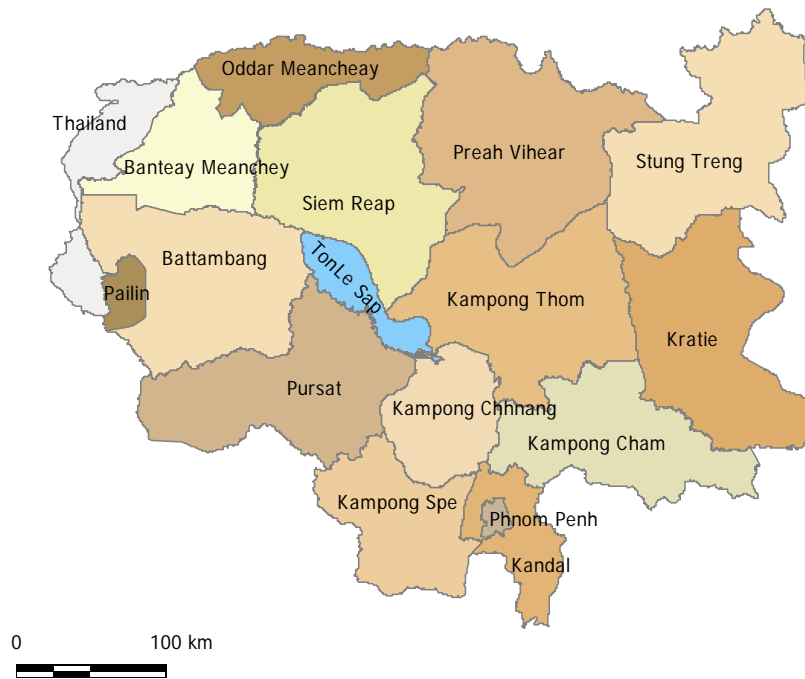 Oddar Meancheay
Thailand
Preah Vihear
Banteay Meanchey
Stung Treng
Siem Reap
Battambang
TonLe Sap
Pailin
Kampong Thom
Kratie
Pursat
Kampong Chhnang
Kampong Cham
Kampong Spe
Phnom Penh
Kandal
0 100 km